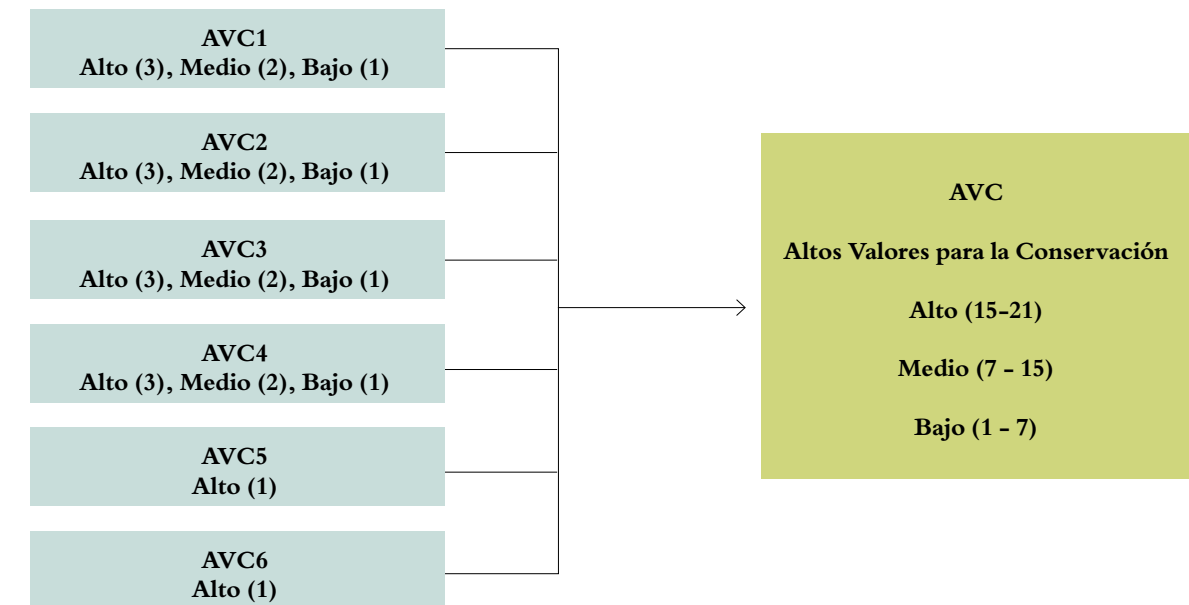 AVC1
Alto (3), Medio (2), Bajo (1)
AVC2
Alto (3), Medio (2), Bajo (1)
AVC3
Alto (3), Medio (2), Bajo (1)
AVC4
Alto (3), Medio (2), Bajo (1)
AVC5
Alto (1)
AVC6
Alto (1)
AVC
Altos Valores para la Conservación
Alto (15-21)
Medio (7 - 15)
Bajo (1 - 7)